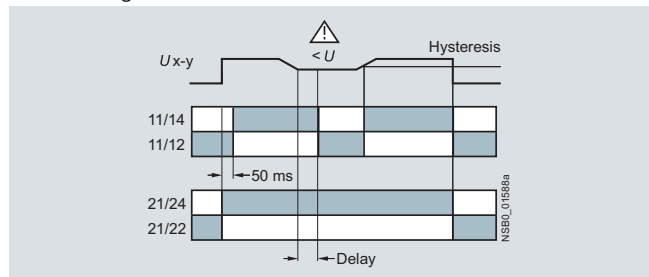 < U
Hysteresis
U x-y
11/14
11/12
50 ms
21/24
21/22
Delay
NSB0_01588a